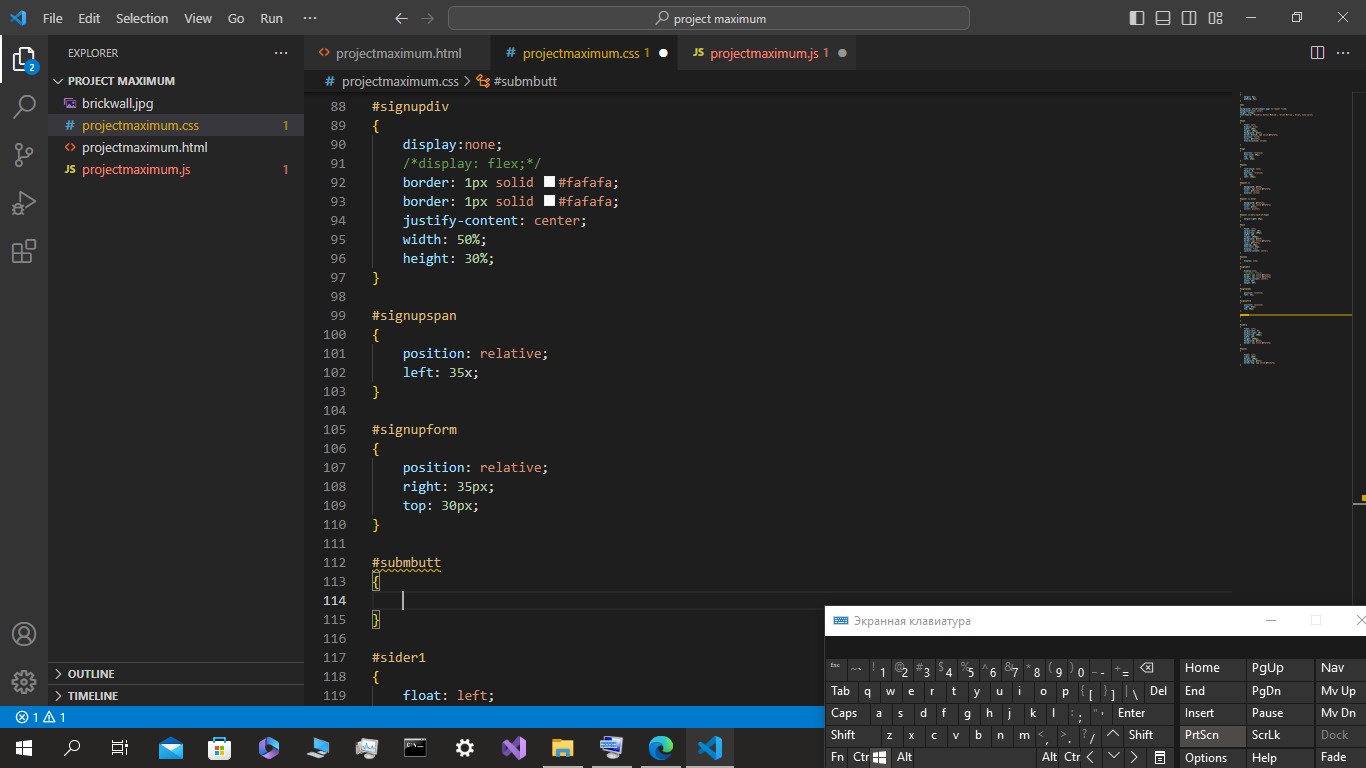 File Edit Selection View Go Run ··· project maximum
EXPLORER ···
PROJECT MAXIMUM
brickwall.jpg
# projectmaximum.css 1
<> projectmaximum.html
JS projectmaximum.js 1
OUTLINE
TIMELINE
2
<> projectmaximum.html # projectmaximum.css 1 ● JS projectmaximum.js 1 ●
# projectmaximum.css > #submbutt
88 #signupdiv
89 {
90 display:none;
91 /*display: flex;*/
92 border: 1px solid #fafafa;
93 border: 1px solid #fafafa;
94 justify-content: center;
95 width: 50%;
96 height: 30%;
97 }
98
99 #signupspan
100 {
101 position: relative;
102 left: 35x;
103 }
104
105 #signupform
106 {
107 position: relative;
108 right: 35px;
109 top: 30px;
110 }
111
112 #submbutt
113 {
114
115 }
116
117 #sider1
118 {
119 float: left;
1 1
Экранная клавиатура
Esc ~ ` ! 1 @ 2 # 3 $ 4 % 5 ^ 6 & 7 * 8 ( 9 ) 0 _ - + = Home PgUp Nav
Tab q w e r t y u i o p { [ } ] | \ Del End PgDn Mv Up
Caps a s d f g h j k l : ; " ' Enter Insert Pause Mv Dn
Shift z x c v b n m < , > . ? / Shift PrtScn ScrLk Dock
Fn Ctr Alt Alt Ctr Options Help Fade